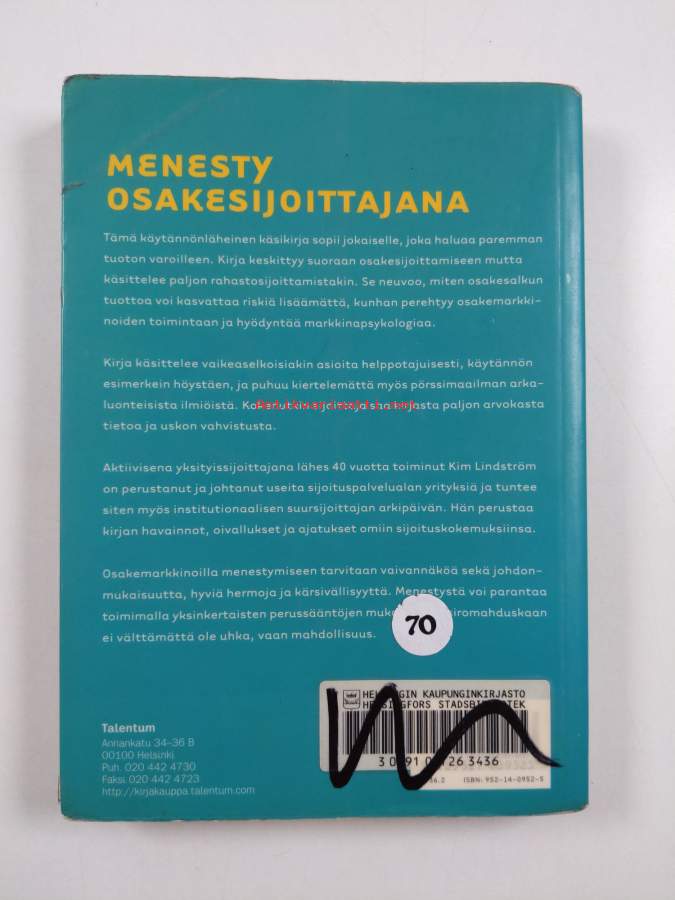 MENESTY
OSAKESIJOITTAJANA
Tämä käytännönläheinen käsikirja sopii jokaiselle, joka haluaa paremman
tuoton varoilleen. Kirja keskittyy suoraan osakesijoittamiseen mutta
käsittelee paljon rahastosijoittamistakin. Se neuvoo, miten osakesalkun
tuottoa voi kasvattaa riskiä lisäämättä, kunhan perehtyy osakemarkki-
noiden toimintaan ja hyödyntää markkinapsykologiaa.
Kirja käsittelee vaikeaselkoisiakin asioita helppotajuisesti, käytännön
esimerkein höystäen, ja puhuu kiertelemättä myös pörssimaailman arka-
luonteisista ilmiöistä. kirjasta paljon arvokasta
tietoa ja uskon vahvistusta.
Aktiivisena yksityissijoittajana lähes 40 vuotta toiminut Kim Lindström
on perustanut ja johtanut useita sijoituspalvelualan yrityksiä ja tuntee
siten myös institutionaalisen suursijoittajan arkipäivän. Hän perustaa
kirjan havainnot, oivallukset ja ajatukset omiin sijoituskokemuksiinsa.
Osakemarkkinoilla menestymiseen tarvitaan vaivannäköä sekä johdon-
mukaisuutta, hyviä hermoja ja kärsivällisyyttä. Menestystä voi parantaa
toimimalla yksinkertaisten perussääntöjen
ei välttämättä ole uhka, vaan mahdollisuus.
70
KAUPUNGINKIRJASTO
STADSBIBLIOTEK
Talentum
Annankatu 34–36 B
00100 Helsinki
Puh. 020 442 4730
Faksi 020 442 4723
http://kirjakauppa.talentum.com
ISBN: 952-14-0952-5